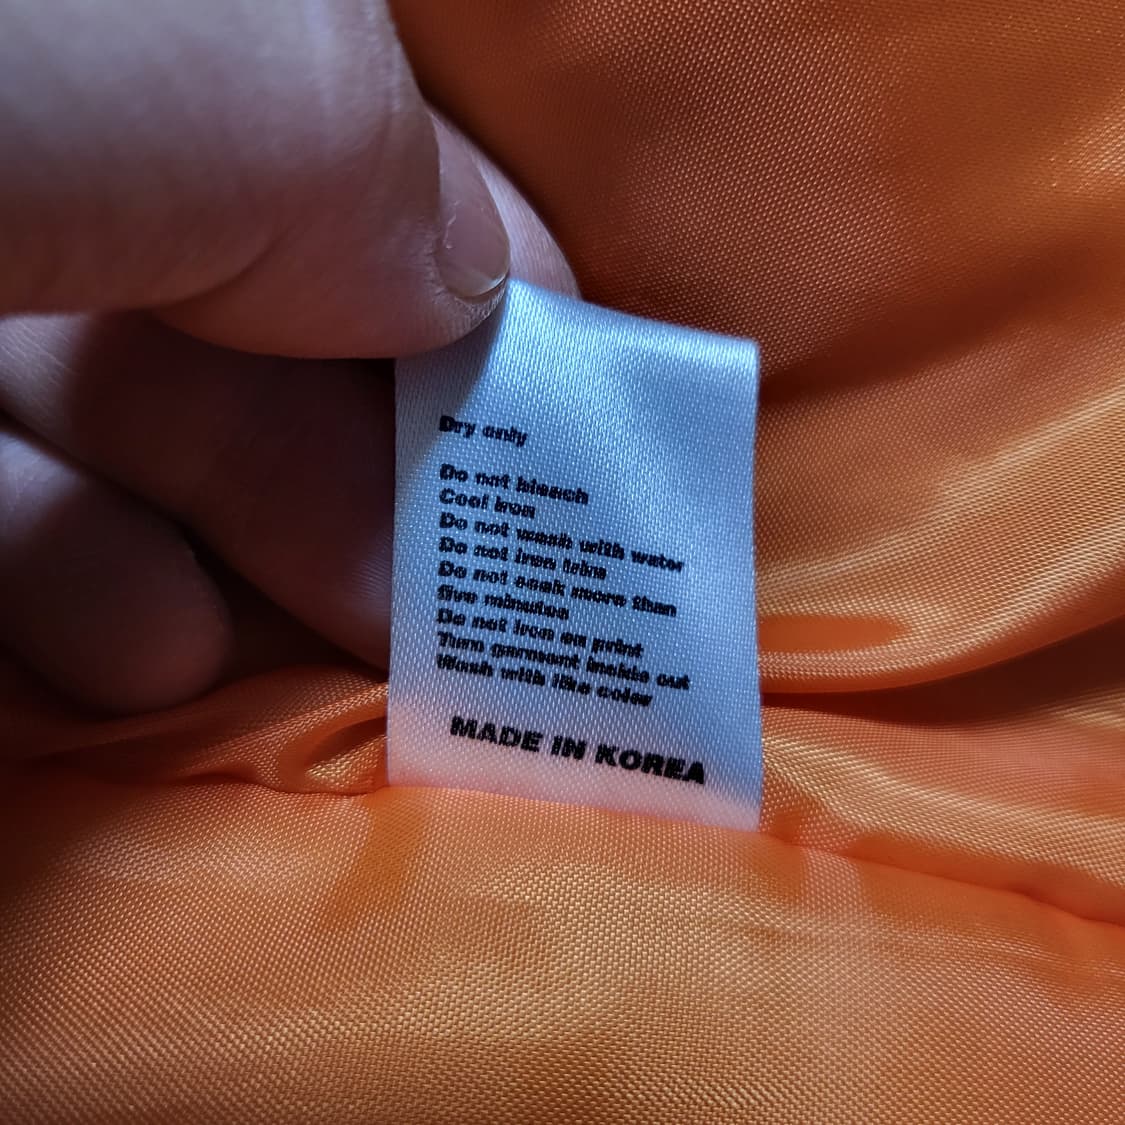 Dry only
Do not bleach
Cool iron
Do not wash with water
Do not iron trim
Do not soak more than
five minutes
Do not iron on print
Turn garment inside out
Wash with like color
MADE IN KOREA